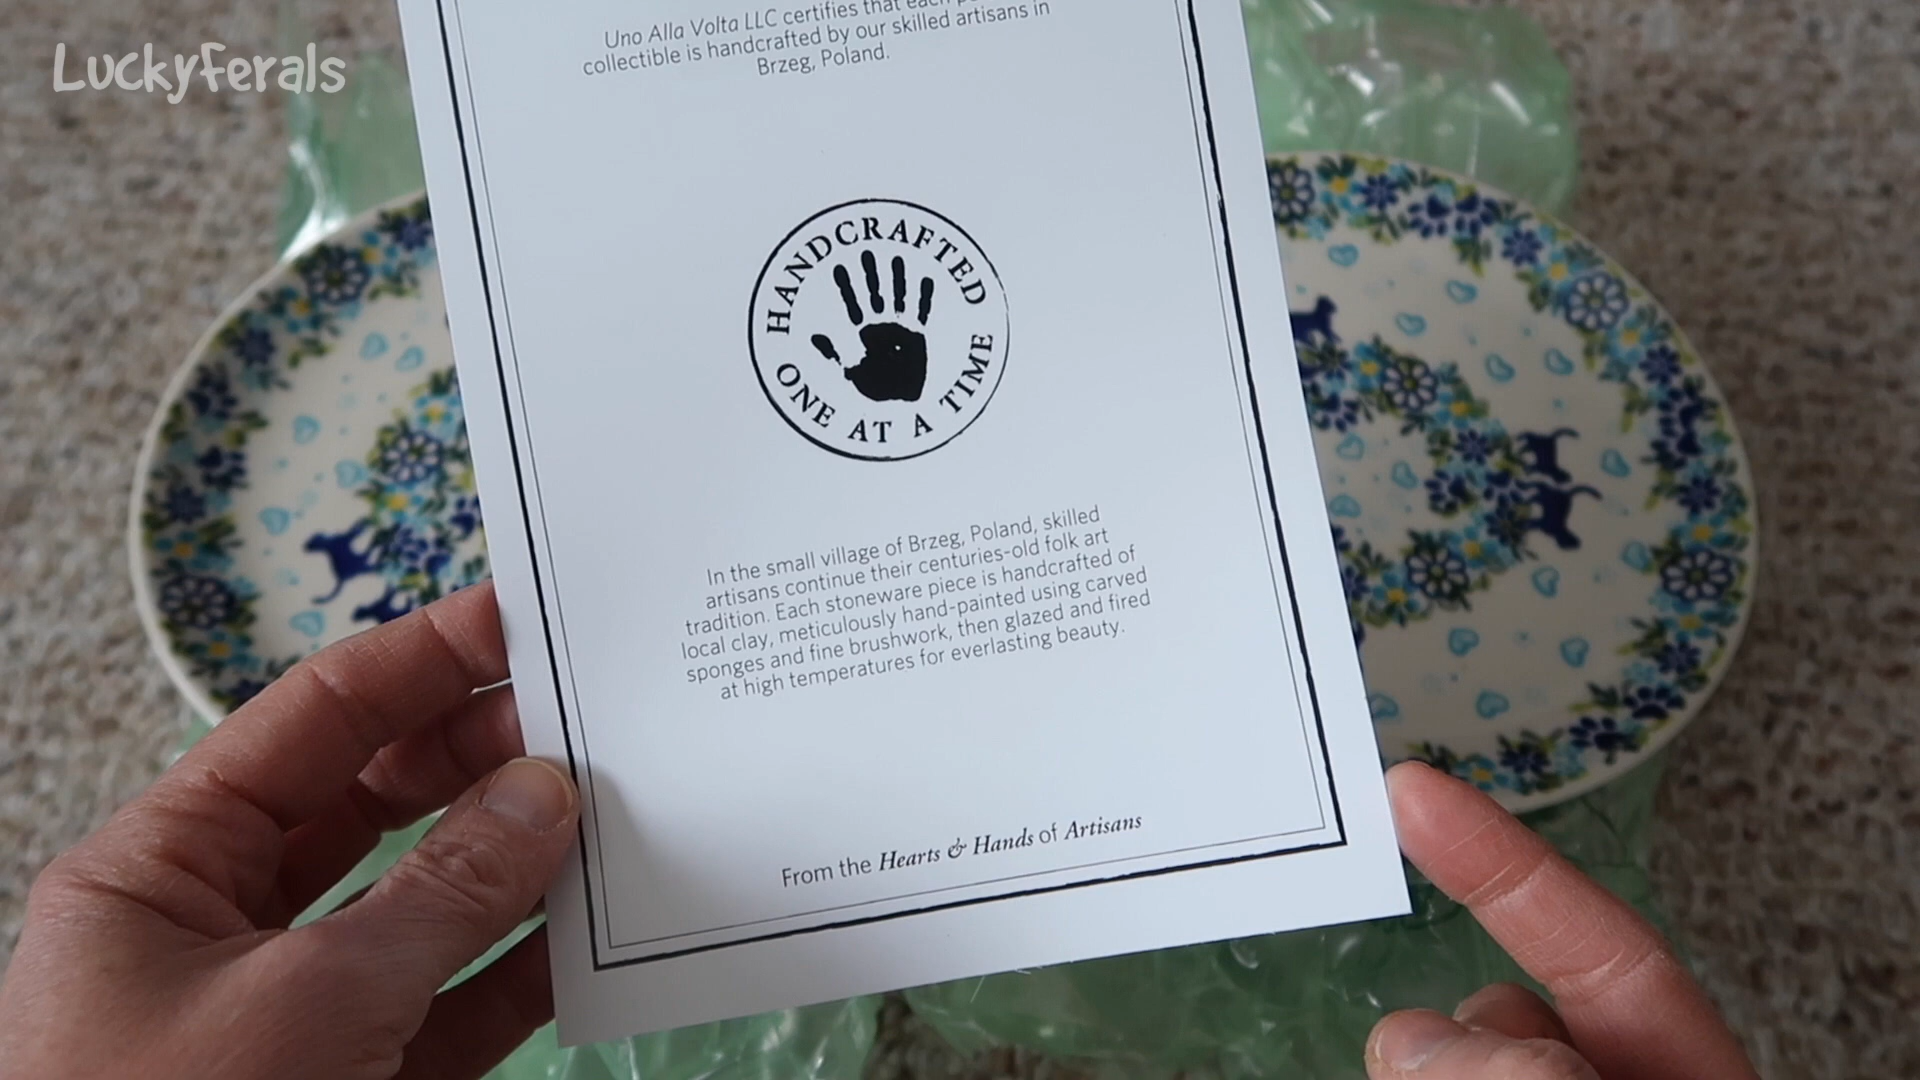 LuckyFerals
Uno Alla Volta LLC certifies that each
collectible is handcrafted by our skilled artisans in
Brzeg, Poland.
HANDCRAFTED
ONE AT A TIME
In the small village of Brzeg, Poland, skilled
artisans continue their centuries-old folk art
tradition. Each stoneware piece is handcrafted of
local clay, meticulously hand-painted using carved
sponges and fine brushwork, then glazed and fired
at high temperatures for everlasting beauty.
From the Hearts & Hands of Artisans